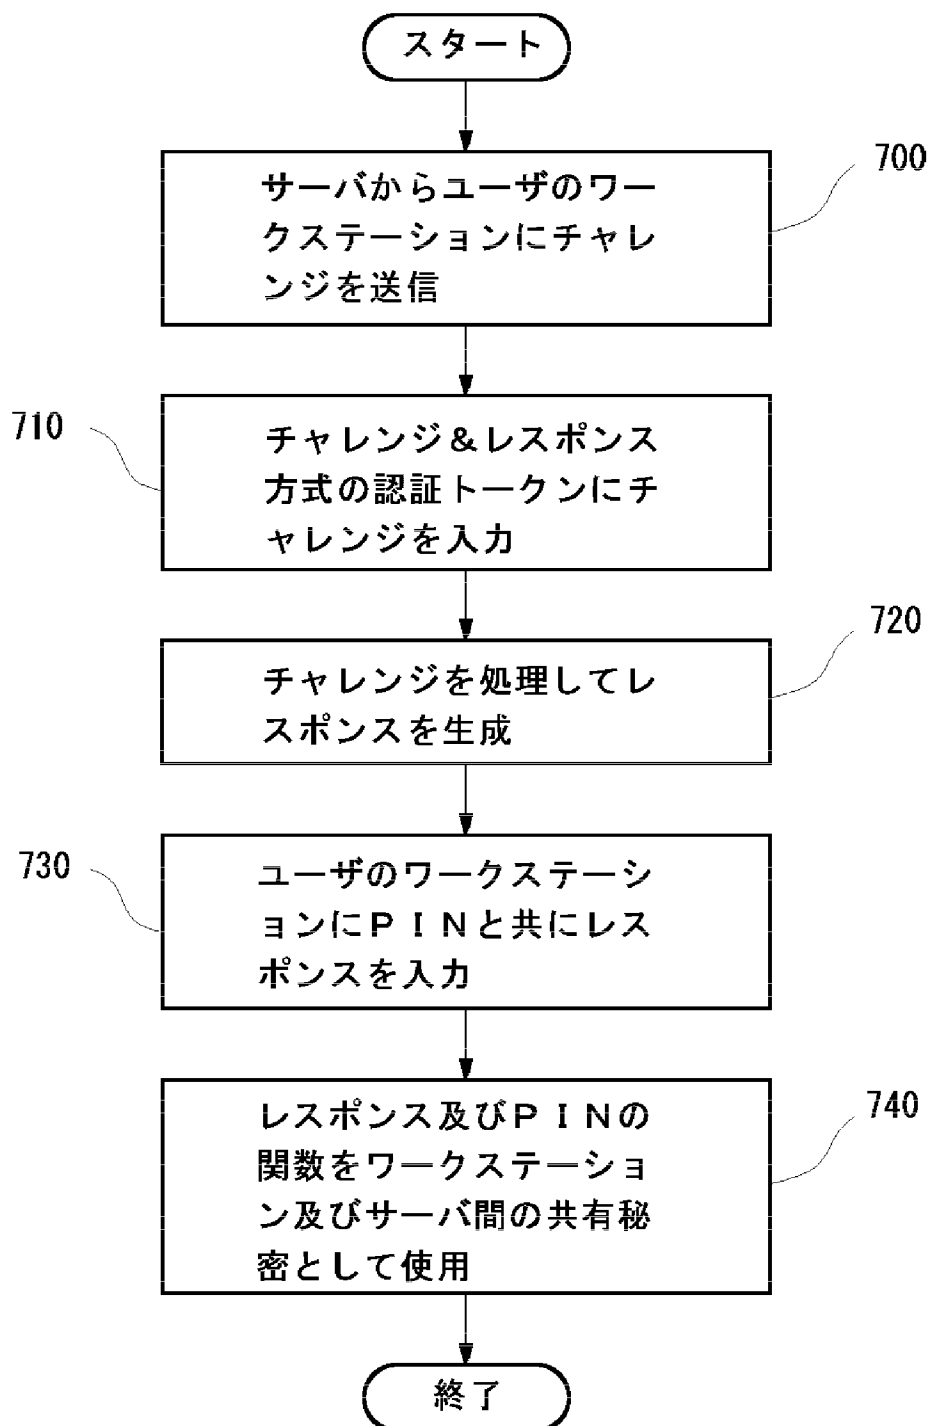 スタート
700
サーバからユーザのワー
クステーションにチャレ
ンジを送信
710
チャレンジ＆レスポンス
方式の認証トークンにチ
ャレンジを入力
720
チャレンジを処理してレ
スポンスを生成
730
ユーザのワークステーシ
ョンにＰＩＮと共にレス
ポンスを入力
740
レスポンス及びＰＩＮの
関数をワークステーショ
ン及びサーバ間の共有秘
密として使用
終了